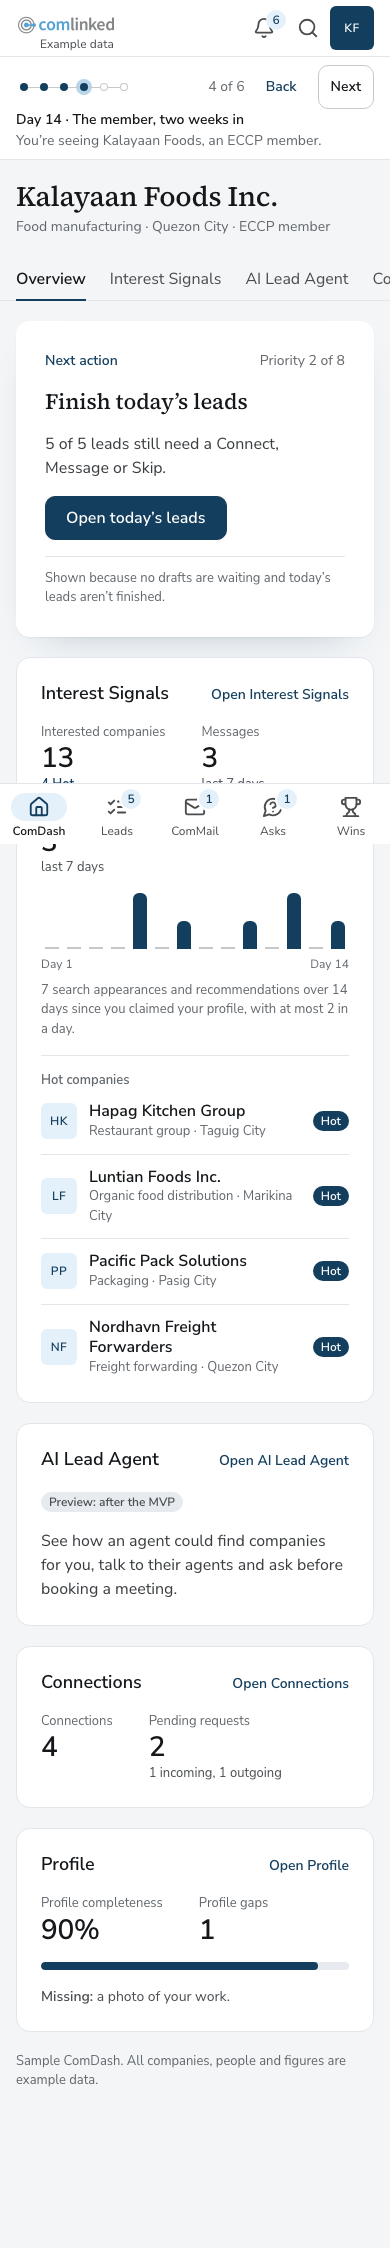 comlinked
Example data
6
KF
4 of 6
Back
Next
Day 14 · The member, two weeks in
You’re seeing Kalayaan Foods, an ECCP member.
Kalayaan Foods Inc.
Food manufacturing · Quezon City · ECCP member
Overview
Interest Signals
AI Lead Agent
Co
Next action
Priority 2 of 8
Finish today’s leads
5 of 5 leads still need a Connect,
Message or Skip.
Open today’s leads
Shown because no drafts are waiting and today’s
leads aren’t finished.
Interest Signals
Open Interest Signals
Interested companies
Messages
13
3
5
1
1
ComDash
Leads
ComMail
Asks
Wins
last 7 days
Day 1
Day 14
7 search appearances and recommendations over 14
days since you claimed your profile, with at most 2 in
a day.
Hot companies
HK
Hapag Kitchen Group
Restaurant group · Taguig City
Hot
LF
Luntian Foods Inc.
Organic food distribution · Marikina
City
Hot
PP
Pacific Pack Solutions
Packaging · Pasig City
Hot
NF
Nordhavn Freight
Forwarders
Freight forwarding · Quezon City
Hot
AI Lead Agent
Open AI Lead Agent
Preview: after the MVP
See how an agent could find companies
for you, talk to their agents and ask before
booking a meeting.
Connections
Open Connections
Connections
Pending requests
4
2
1 incoming, 1 outgoing
Profile
Open Profile
Profile completeness
Profile gaps
90%
1
Missing: a photo of your work.
Sample ComDash. All companies, people and figures are
example data.